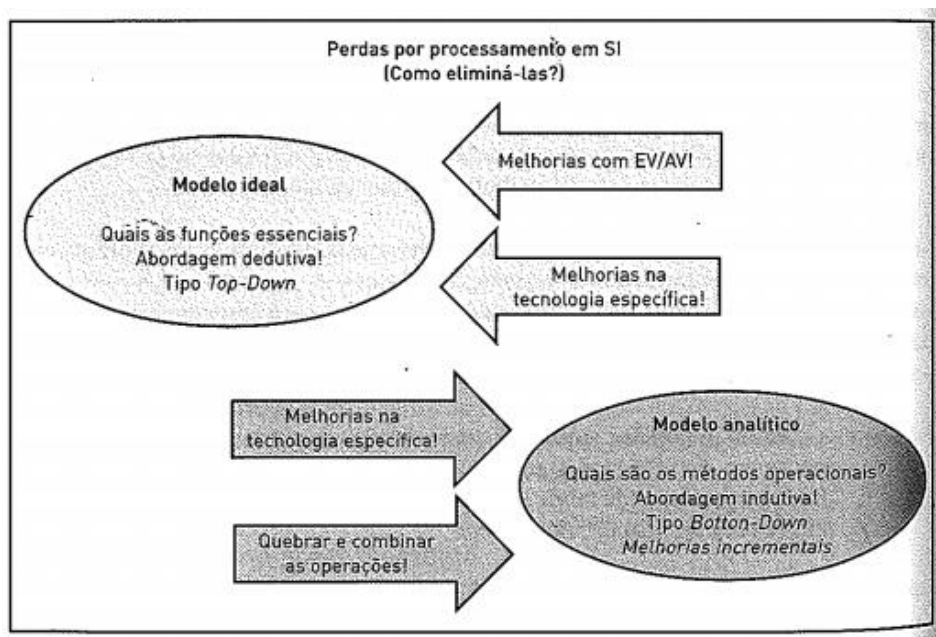 Perdas por processamento em SI
(Como eliminá-las?)
Melhorias com EV/AV!
Modelo ideal
Quais as funções essenciais?
Abordagem dedutiva!
Tipo Top-Down
Melhorias na
tecnologia específica!
Melhorias na
tecnologia específica!
Modelo analítico
Quais são os métodos operacionais?
Abordagem indutiva!
Tipo Botton-Down
Melhorias incrementais
Quebrar e combinar
as operações!